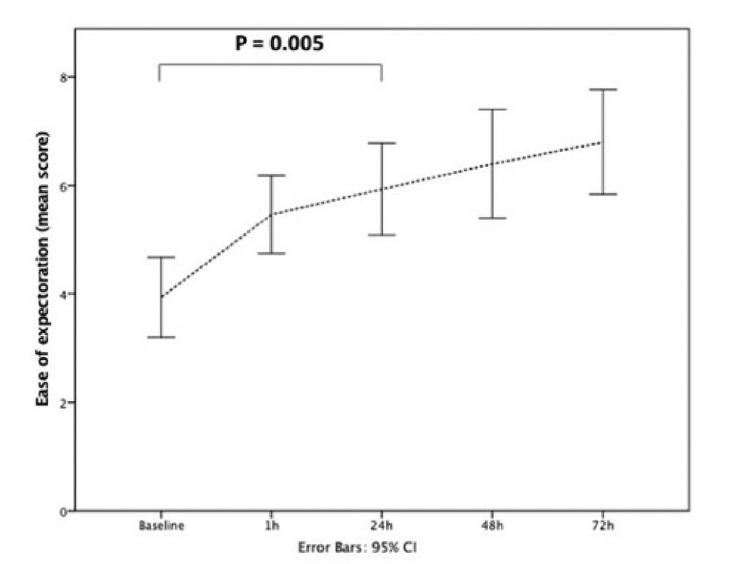 P = 0.005
Ease of expectoration (mean score)
8
6
4
2
0
Baseline 1h 24h 48h 72h
Error Bars: 95% CI